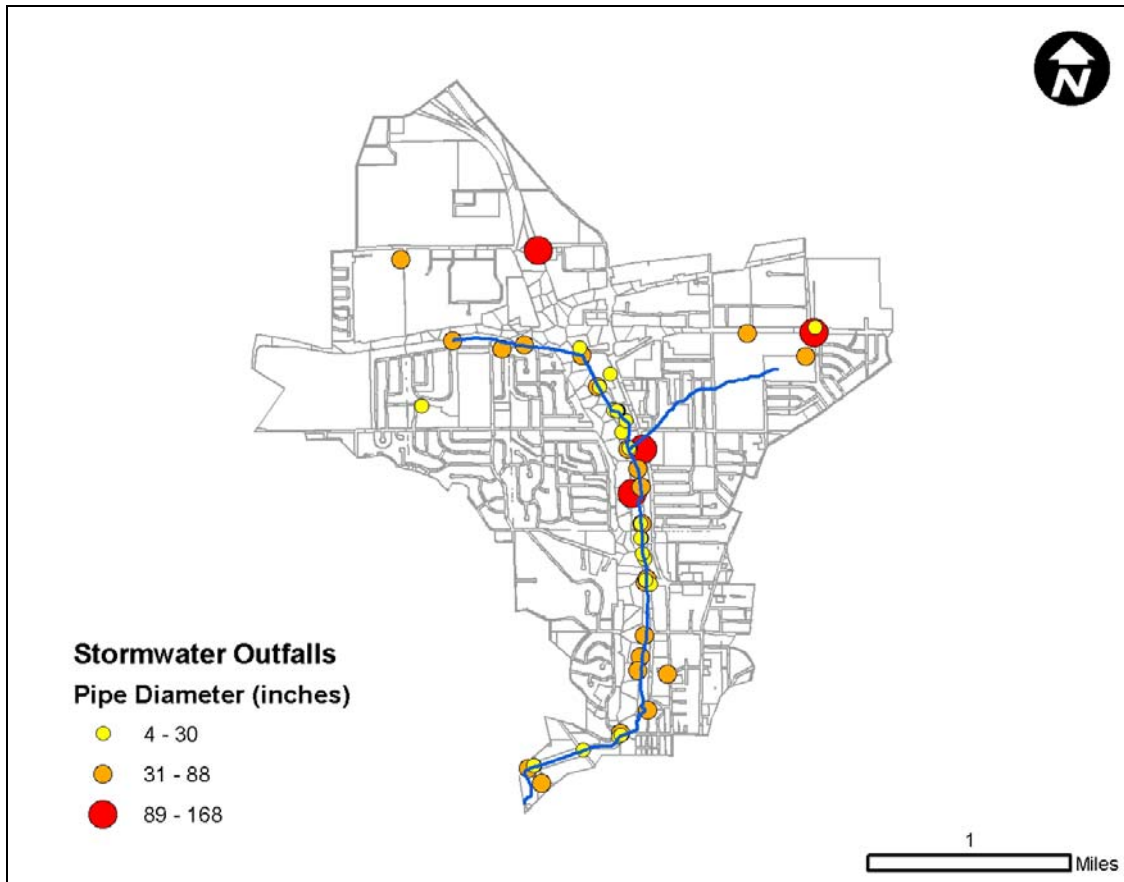 N
Stormwater Outfalls
Pipe Diameter (inches)
4 - 30
31 - 88
89 - 168
1
Miles